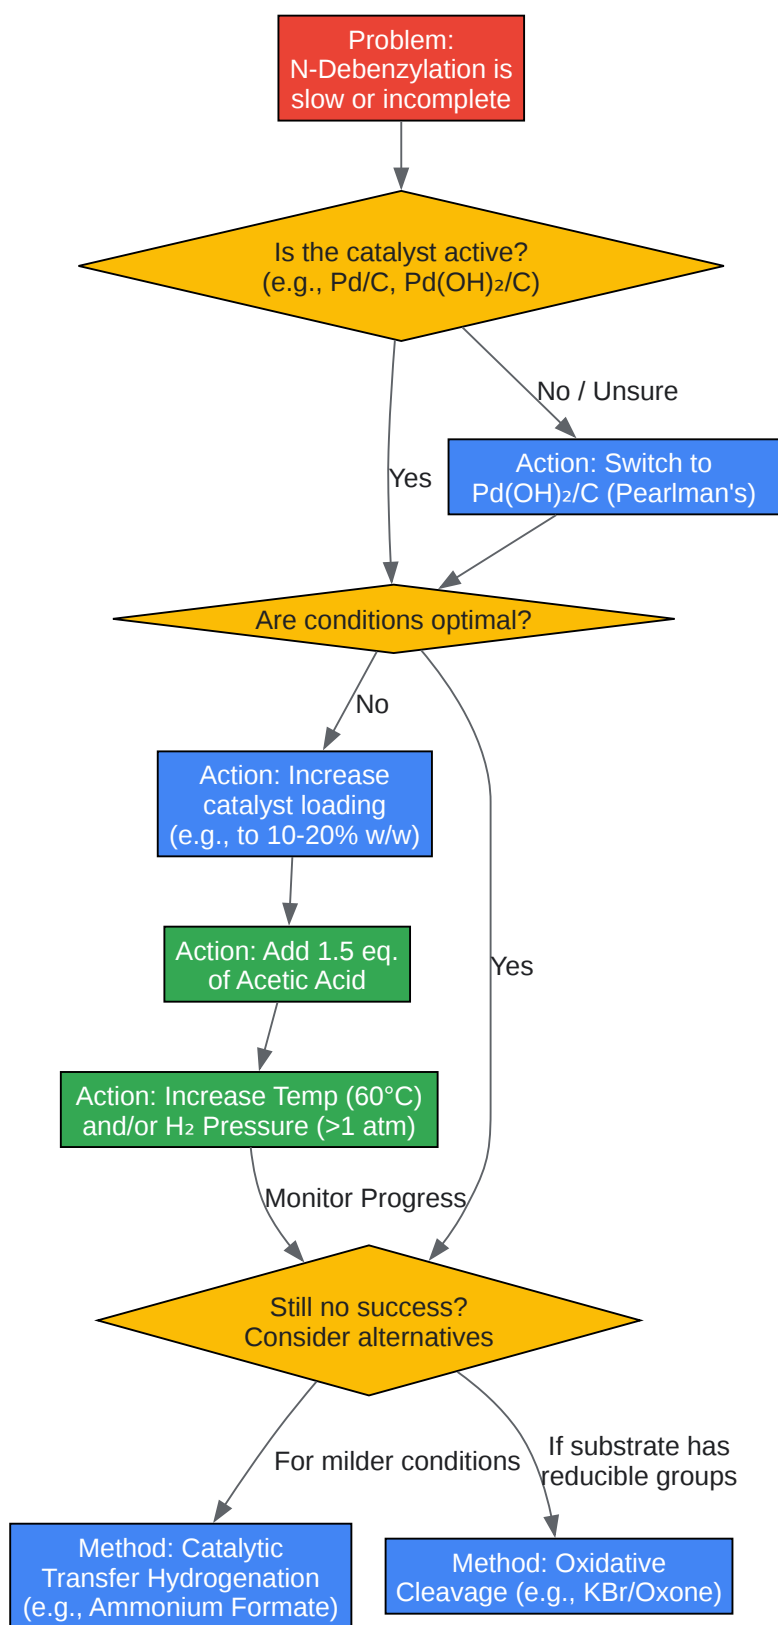 Problem:
N-Debenzylation is
slow or incomplete
Is the catalyst active?
(e.g., Pd/C, Pd(OH)₂/C)
No / Unsure
Yes
Action: Switch to
Pd(OH)₂/C (Pearlman's)
Are conditions optimal?
No
Action: Increase
catalyst loading
(e.g., to 10-20% w/w)
Action: Add 1.5 eq.
of Acetic Acid
Yes
Action: Increase Temp (60°C)
and/or H₂ Pressure (>1 atm)
Monitor Progress
Still no success?
Consider alternatives
For milder conditions
If substrate has
reducible groups
Method: Catalytic
Transfer Hydrogenation
(e.g., Ammonium Formate)
Method: Oxidative
Cleavage (e.g., KBr/Oxone)